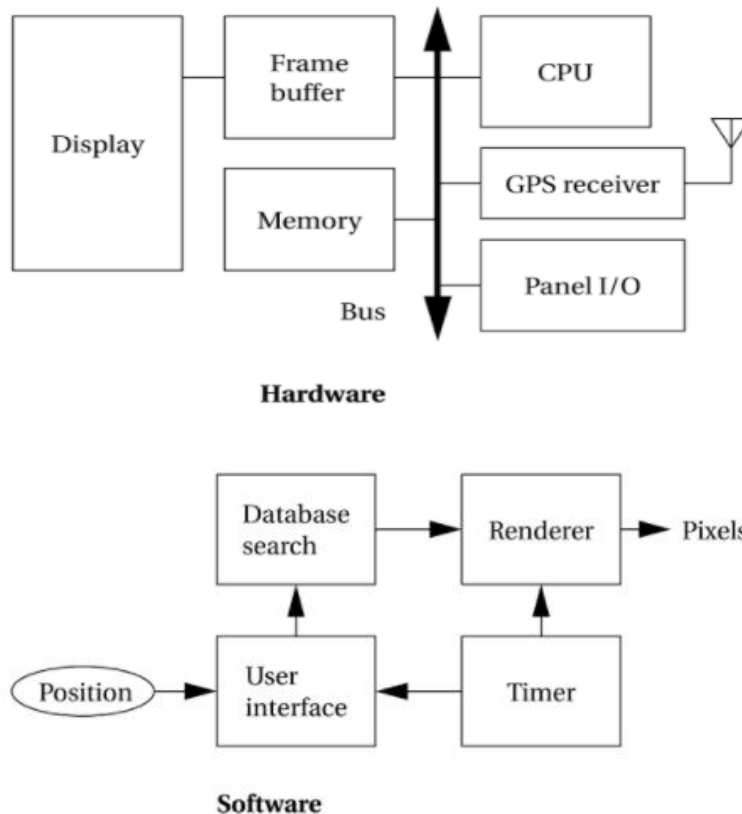 Display
Frame
buffer
CPU
Memory
GPS receiver
Panel I/O
Bus
Hardware
Database
search
Renderer
Pixels
Position
User
interface
Timer
Software